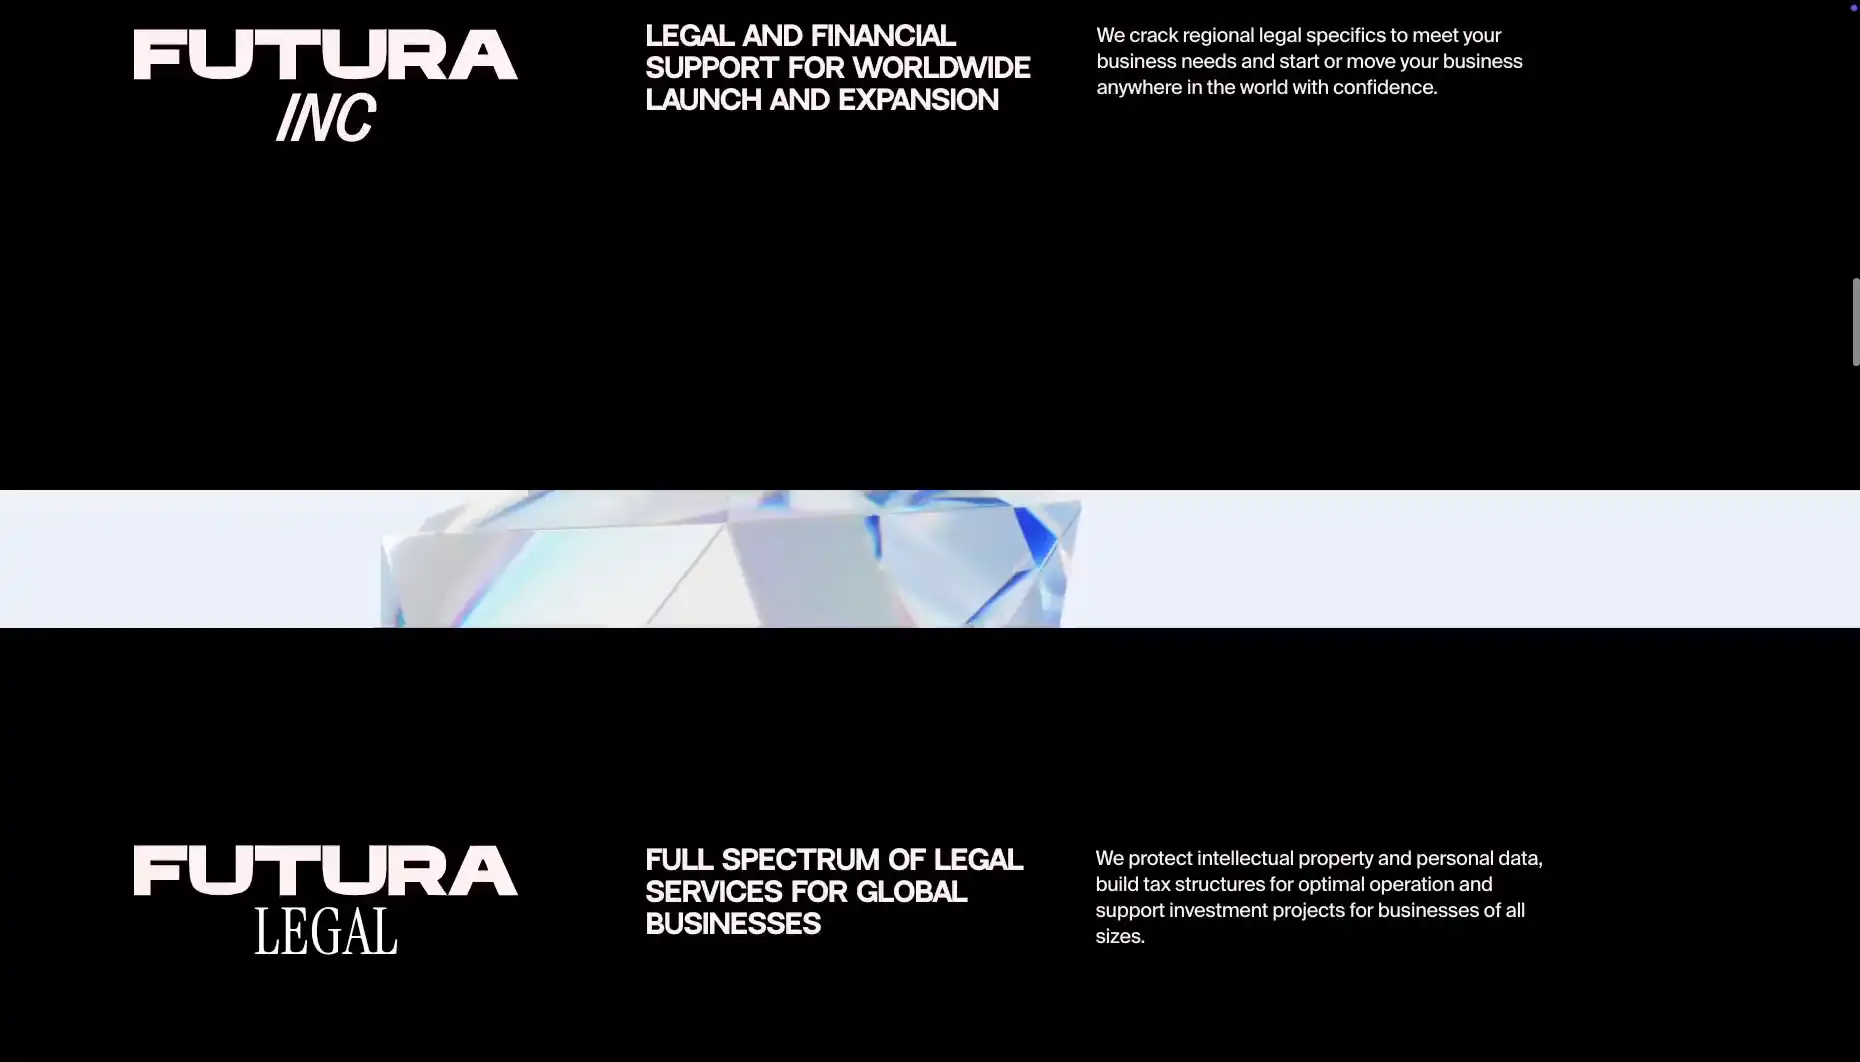 FUTURA
INC
LEGAL AND FINANCIAL
SUPPORT FOR WORLDWIDE
LAUNCH AND EXPANSION
We crack regional legal specifics to meet your
business needs and start or move your business
anywhere in the world with confidence.
FUTURA
LEGAL
FULL SPECTRUM OF LEGAL
SERVICES FOR GLOBAL
BUSINESSES
We protect intellectual property and personal data,
build tax structures for optimal operation and
support investment projects for businesses of all
sizes.